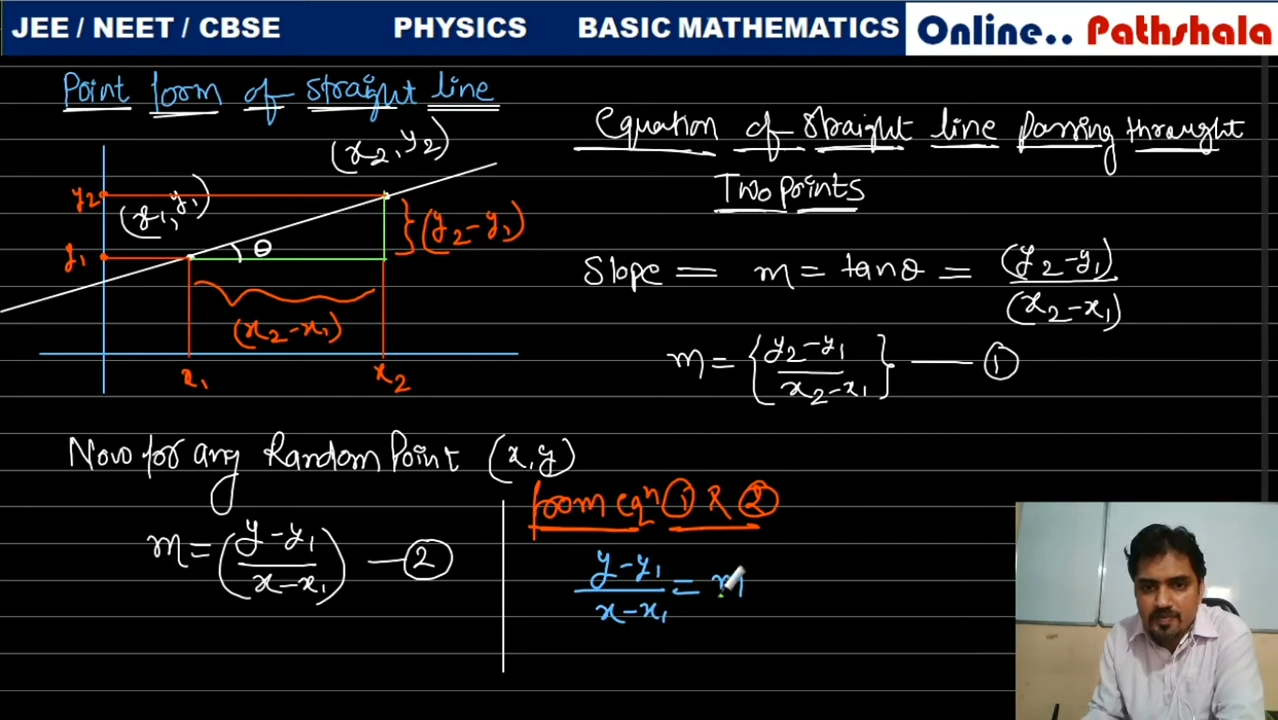 JEE / NEET / CBSE PHYSICS BASIC MATHEMATICS Online.. Pathshala
Point form of straight line
Equation of straight line passing throught
Two Points
(x₂, y₂)
y₂
(x₁, y₁)
(y₂-y₁)
y₁
θ
(x₂-x₁)
x₁
x₂
Slope = m = tanθ = (y₂-y₁)/(x₂-x₁)
m = {y₂-y₁/x₂-x₁} — ①
Now for any Random Point (x, y)
m = (y-y₁/x-x₁) — ②
from eqⁿ ① & ②
y-y₁/x-x₁ =